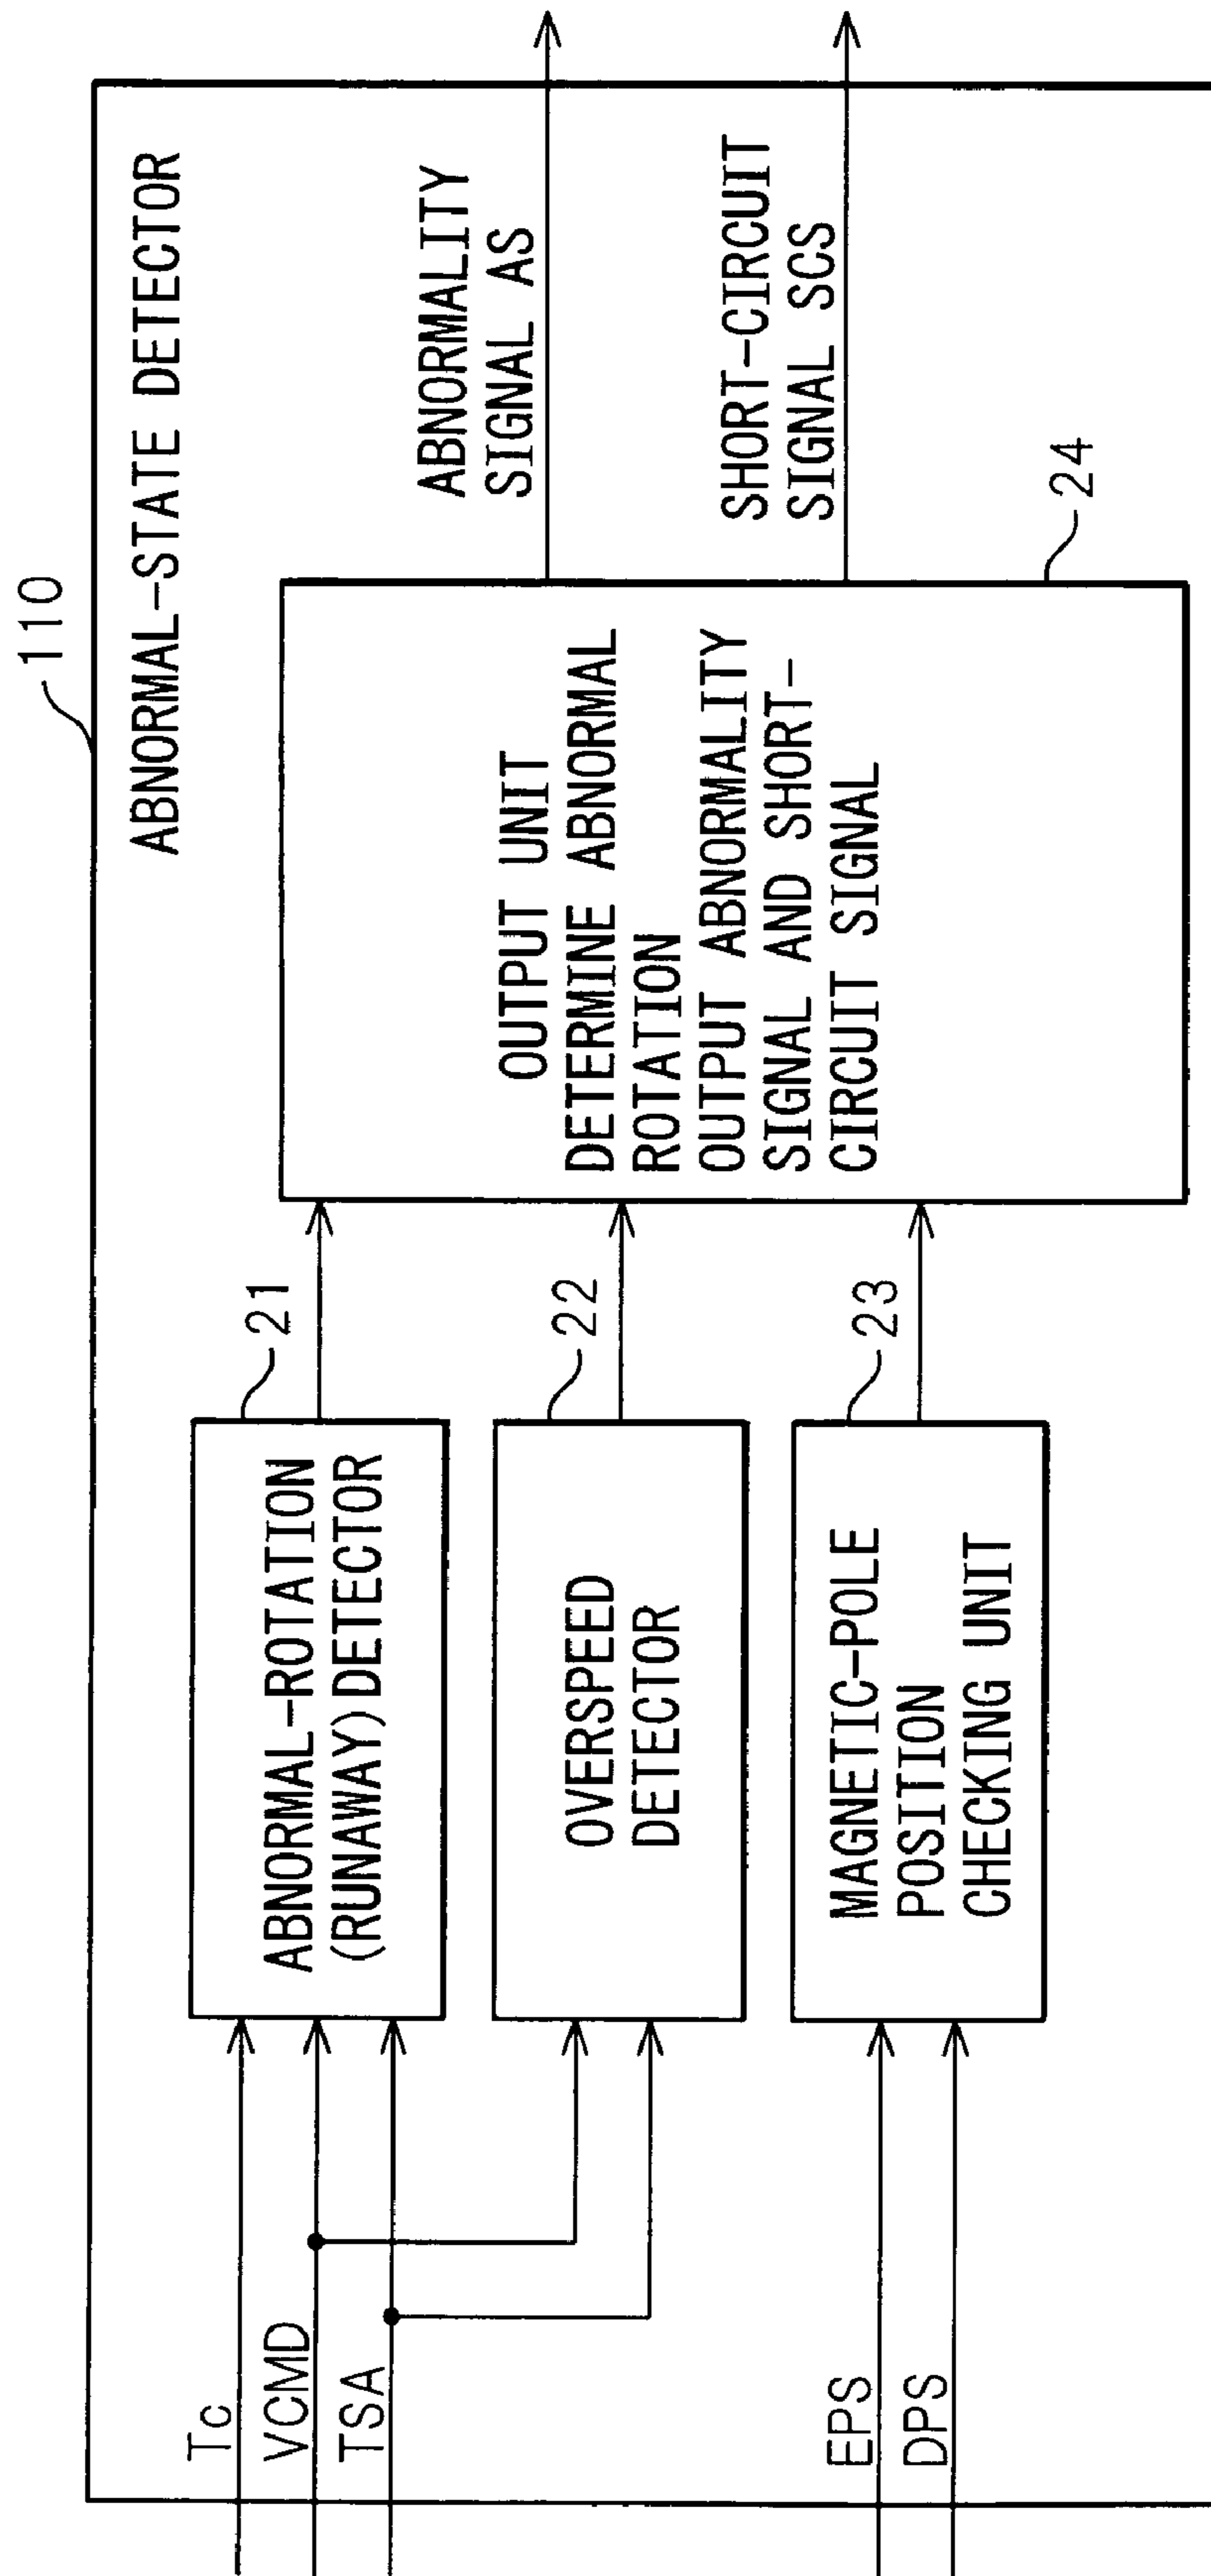 110
ABNORMAL-STATE DETECTOR
Tc
VCMD
TSA
EPS
DPS
21
ABNORMAL-ROTATION
(RUNAWAY) DETECTOR
22
OVERSPEED
DETECTOR
23
MAGNETIC-POLE
POSITION
CHECKING UNIT
OUTPUT UNIT
DETERMINE ABNORMAL
ROTATION
OUTPUT ABNORMALITY
SIGNAL AND SHORT-
CIRCUIT SIGNAL
24
ABNORMALITY
SIGNAL AS
SHORT-CIRCUIT
SIGNAL SCS